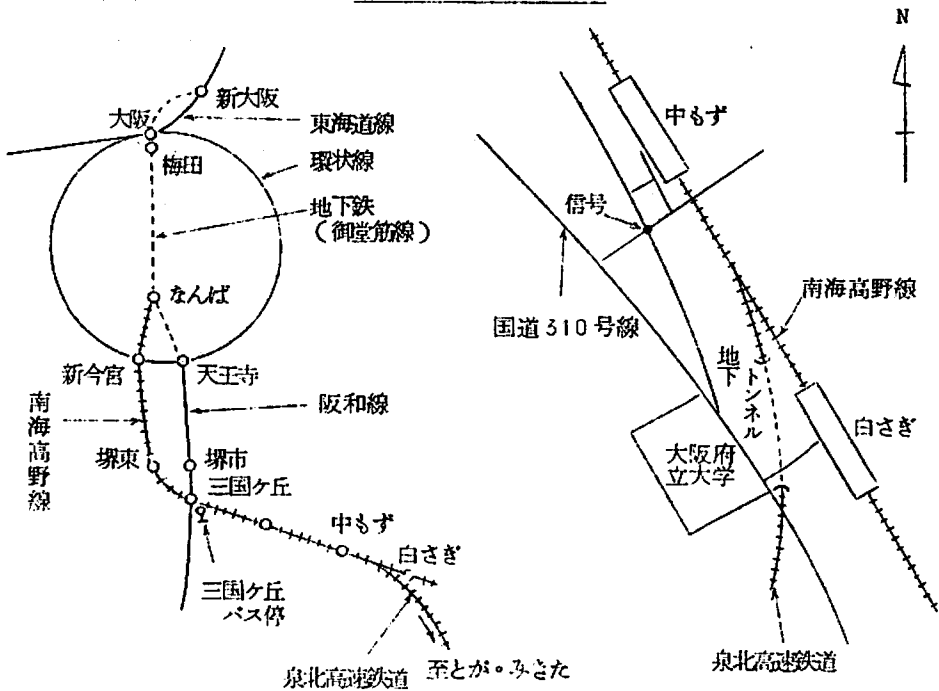 新大阪
大阪
東海道線
梅田
環状線
地下鉄
(御堂筋線)
なんば
新今宮
天王寺
南海高野線
阪和線
堺東
堺市
三国ケ丘
中もず
白さぎ
三国ケ丘
バス停
泉北高速鉄道
至とが・みきた
N
中もず
信号
国道310号線
南海高野線
地下
トンネル
大阪府
立大学
白さぎ
泉北高速鉄道